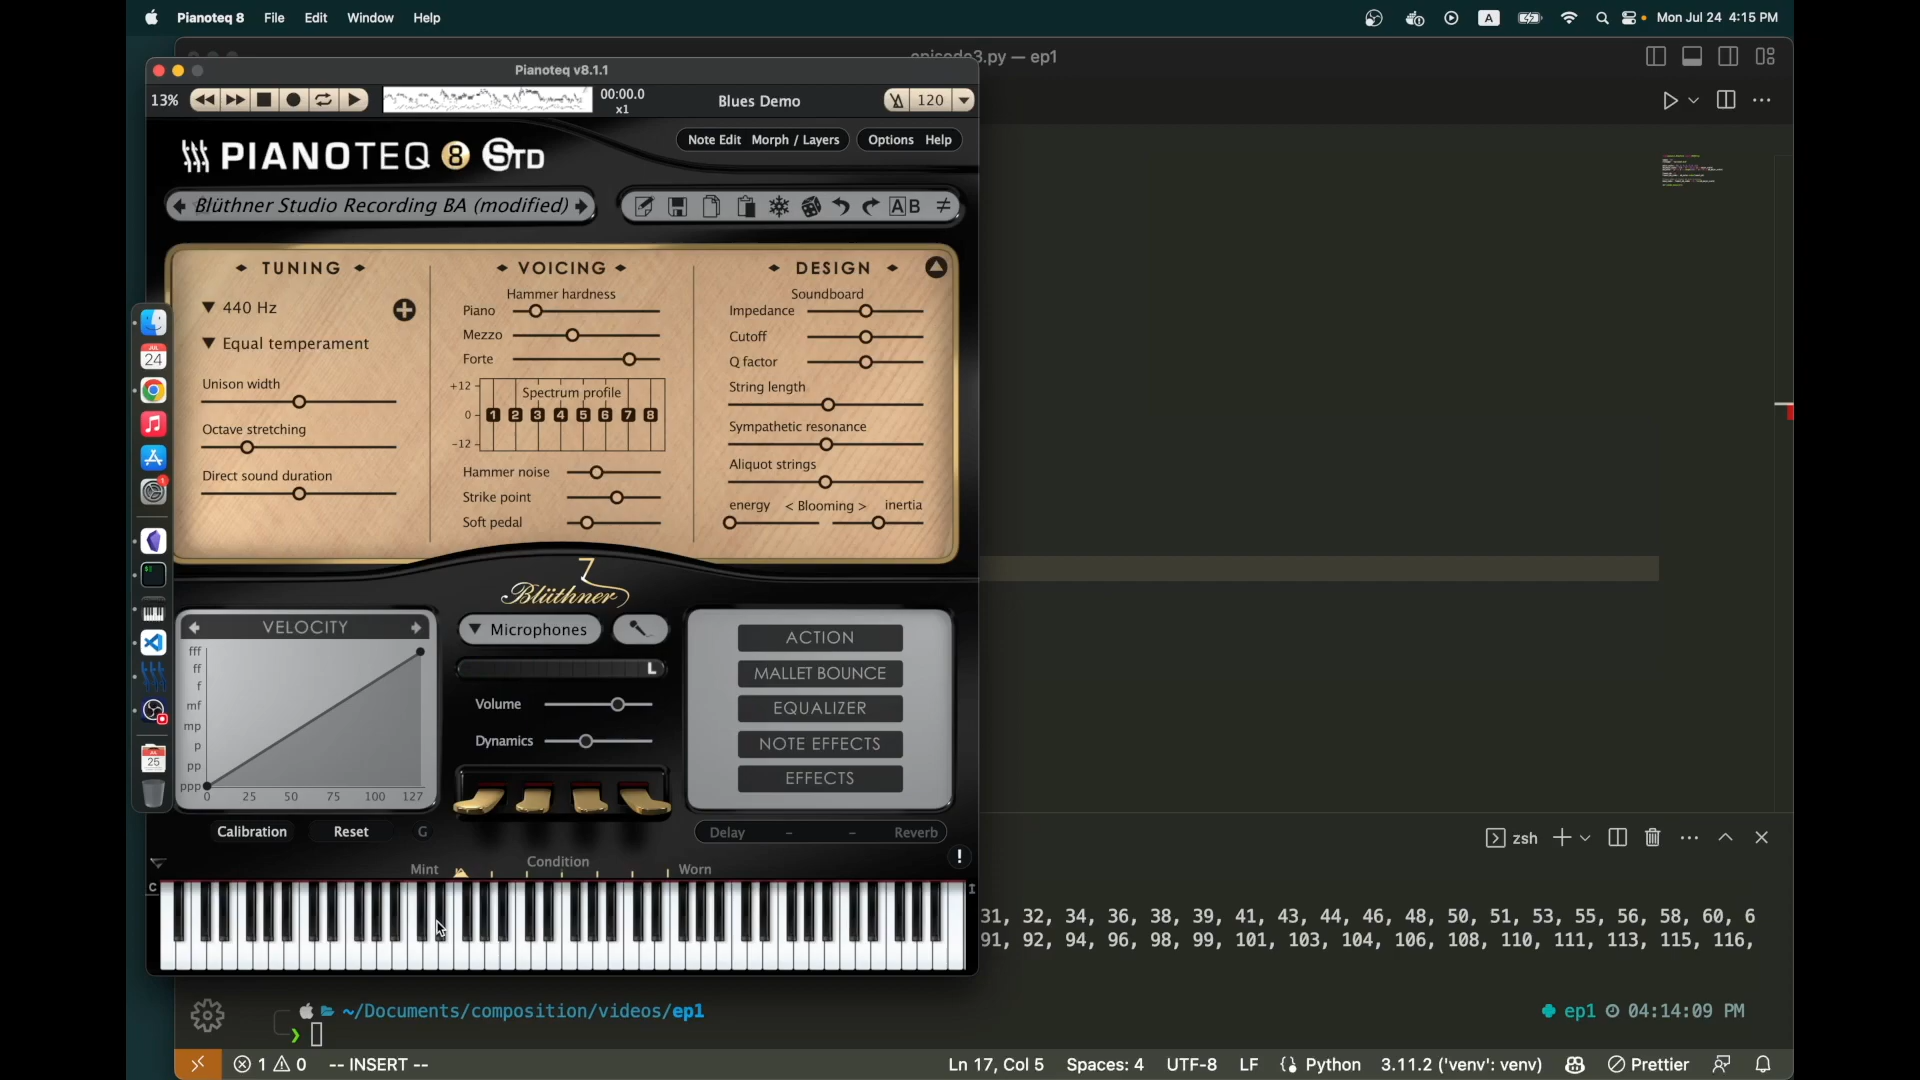 Pianoteq 8 File Edit Window Help
A Mon Jul 24 4:15 PM
episode3.py — ep1
Pianoteq v8.1.1
13% 00:00.0 x1 Blues Demo 120
PIANOTEQ 8 STD
Note Edit Morph / Layers Options Help
Blüthner Studio Recording BA (modified)
AB
TUNING
440 Hz
Equal temperament
Unison width
Octave stretching
Direct sound duration
VOICING
Hammer hardness
Piano
Mezzo
Forte
+12
Spectrum profile
0 1 2 3 4 5 6 7 8
-12
Hammer noise
Strike point
Soft pedal
DESIGN
Soundboard
Impedance
Cutoff
Q factor
String length
Sympathetic resonance
Aliquot strings
energy < Blooming > inertia
JUL
24
1
JUL
25
Blüthner
VELOCITY
fff
ff
f
mf
mp
p
pp
ppp
0 25 50 75 100 127
Calibration Reset G
Microphones
L
Volume
Dynamics
ACTION
MALLET BOUNCE
EQUALIZER
NOTE EFFECTS
EFFECTS
Delay – – Reverb
Mint Condition Worn
!
C
zsh
31, 32, 34, 36, 38, 39, 41, 43, 44, 46, 48, 50, 51, 53, 55, 56, 58, 60, 6
91, 92, 94, 96, 98, 99, 101, 103, 104, 106, 108, 110, 111, 113, 115, 116,
~/Documents/composition/videos/ep1
ep1 04:14:09 PM
1 0 -- INSERT --
Ln 17, Col 5 Spaces: 4 UTF-8 LF Python 3.11.2 ('venv': venv) Prettier